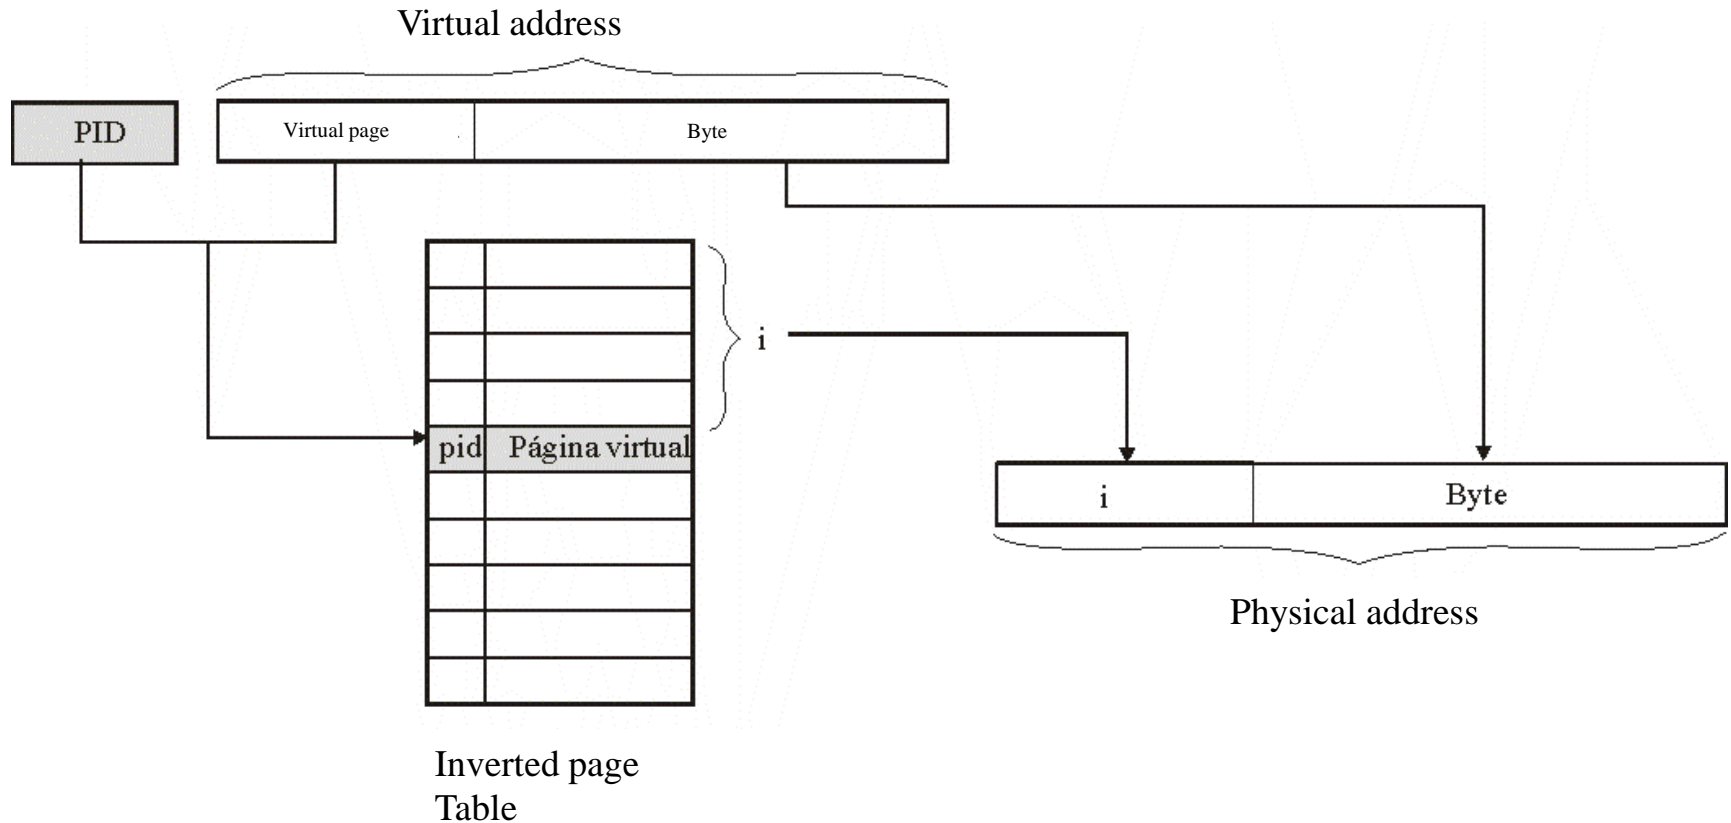 Virtual address
PID
Virtual page
Byte
i
pid Página virtual
i
Byte
Physical address
Inverted page
Table